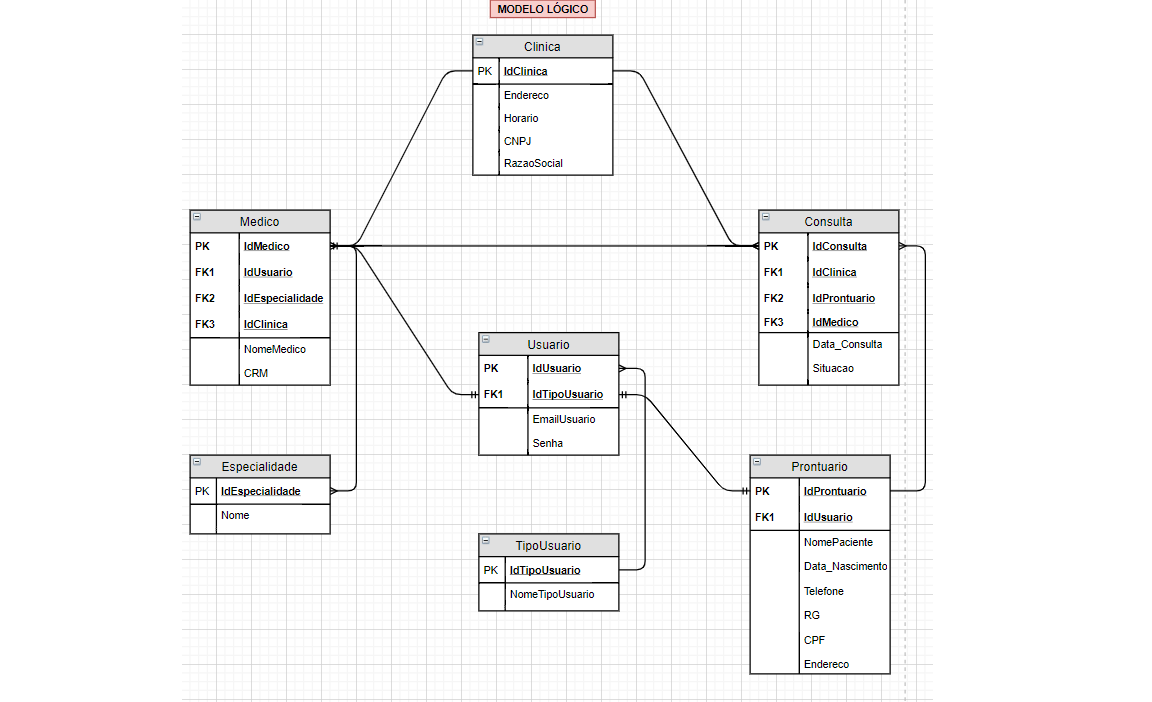 MODELO LÓGICO
Clinica
PK IdClinica
Endereco
Horario
CNPJ
RazaoSocial
Medico
PK IdMedico
FK1 IdUsuario
FK2 IdEspecialidade
FK3 IdClinica
NomeMedico
CRM
Consulta
PK IdConsulta
FK1 IdClinica
FK2 IdProntuario
FK3 IdMedico
Data_Consulta
Situacao
Usuario
PK IdUsuario
FK1 IdTipoUsuario
EmailUsuario
Senha
Especialidade
PK IdEspecialidade
Nome
Prontuario
PK IdProntuario
FK1 IdUsuario
NomePaciente
Data_Nascimento
Telefone
RG
CPF
Endereco
TipoUsuario
PK IdTipoUsuario
NomeTipoUsuario